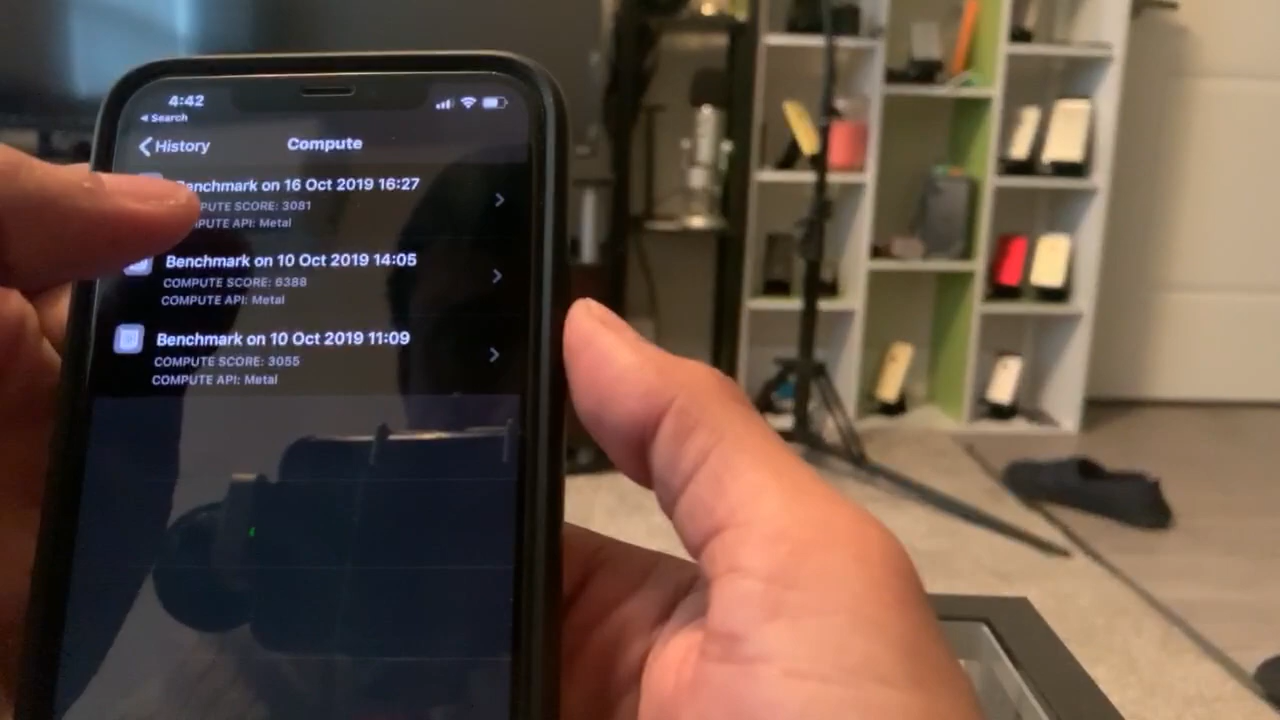 4:42
Search
History
Compute
Benchmark on 16 Oct 2019 16:27
PUTE SCORE: 3081
PUTE API: Metal
Benchmark on 10 Oct 2019 14:05
COMPUTE SCORE: 6388
COMPUTE API: Metal
Benchmark on 10 Oct 2019 11:09
COMPUTE SCORE: 3055
COMPUTE API: Metal